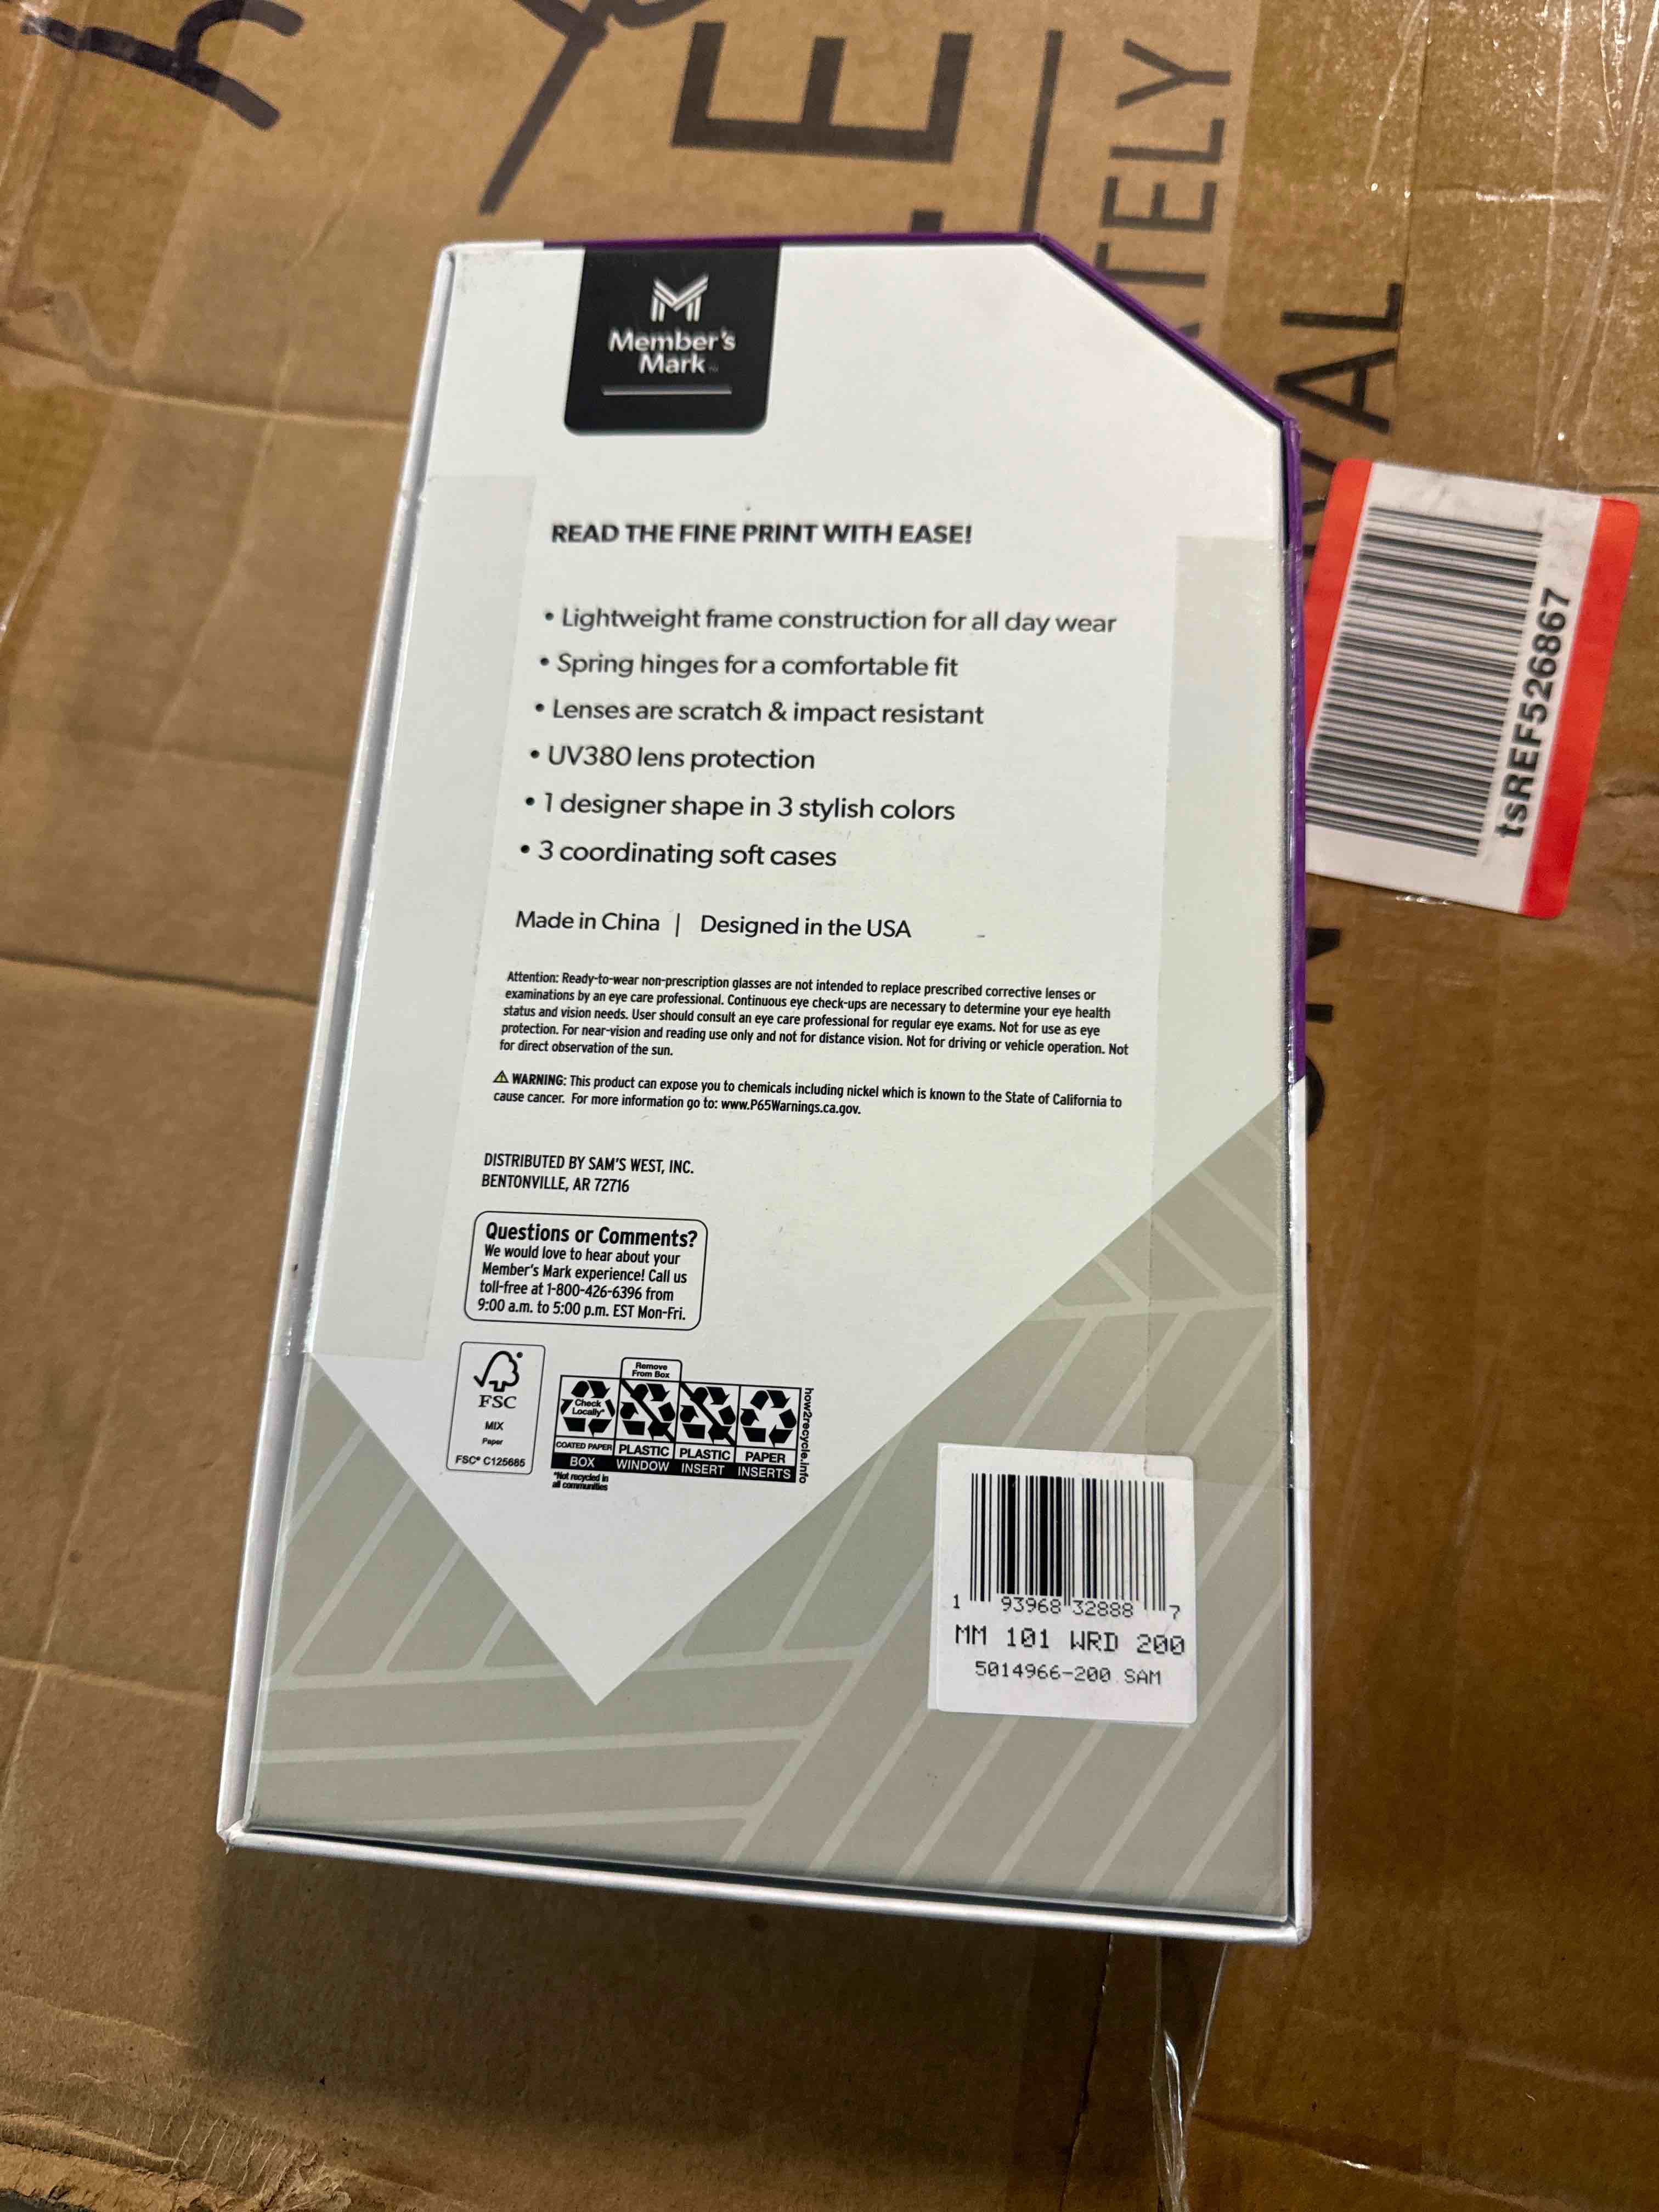 TELY
VAL
tsREF526867
Member's
Mark
READ THE FINE PRINT WITH EASE!
• Lightweight frame construction for all day wear
• Spring hinges for a comfortable fit
• Lenses are scratch & impact resistant
• UV380 lens protection
• 1 designer shape in 3 stylish colors
• 3 coordinating soft cases
Made in China | Designed in the USA
Attention: Ready-to-wear non-prescription glasses are not intended to replace prescribed corrective lenses or
examinations by an eye care professional. Continuous eye check-ups are necessary to determine your eye health
status and vision needs. User should consult an eye care professional for regular eye exams. Not for use as eye
protection. For near-vision and reading use only and not for distance vision. Not for driving or vehicle operation. Not
for direct observation of the sun.
⚠ WARNING: This product can expose you to chemicals including nickel which is known to the State of California to
cause cancer. For more information go to: www.P65Warnings.ca.gov.
DISTRIBUTED BY SAM'S WEST, INC.
BENTONVILLE, AR 72716
Questions or Comments?
We would love to hear about your
Member's Mark experience! Call us
toll-free at 1-800-426-6396 from
9:00 a.m. to 5:00 p.m. EST Mon-Fri.
FSC
MIX
Paper
FSC® C125685
Remove
From Box
Check
Locally*
COATED PAPER PLASTIC PLASTIC PAPER
BOX WINDOW INSERT INSERTS
*Not recycled in
all communities
how2recycle.info
1 93968 32888 7
MM 101 WRD 200
5014966-200 SAM